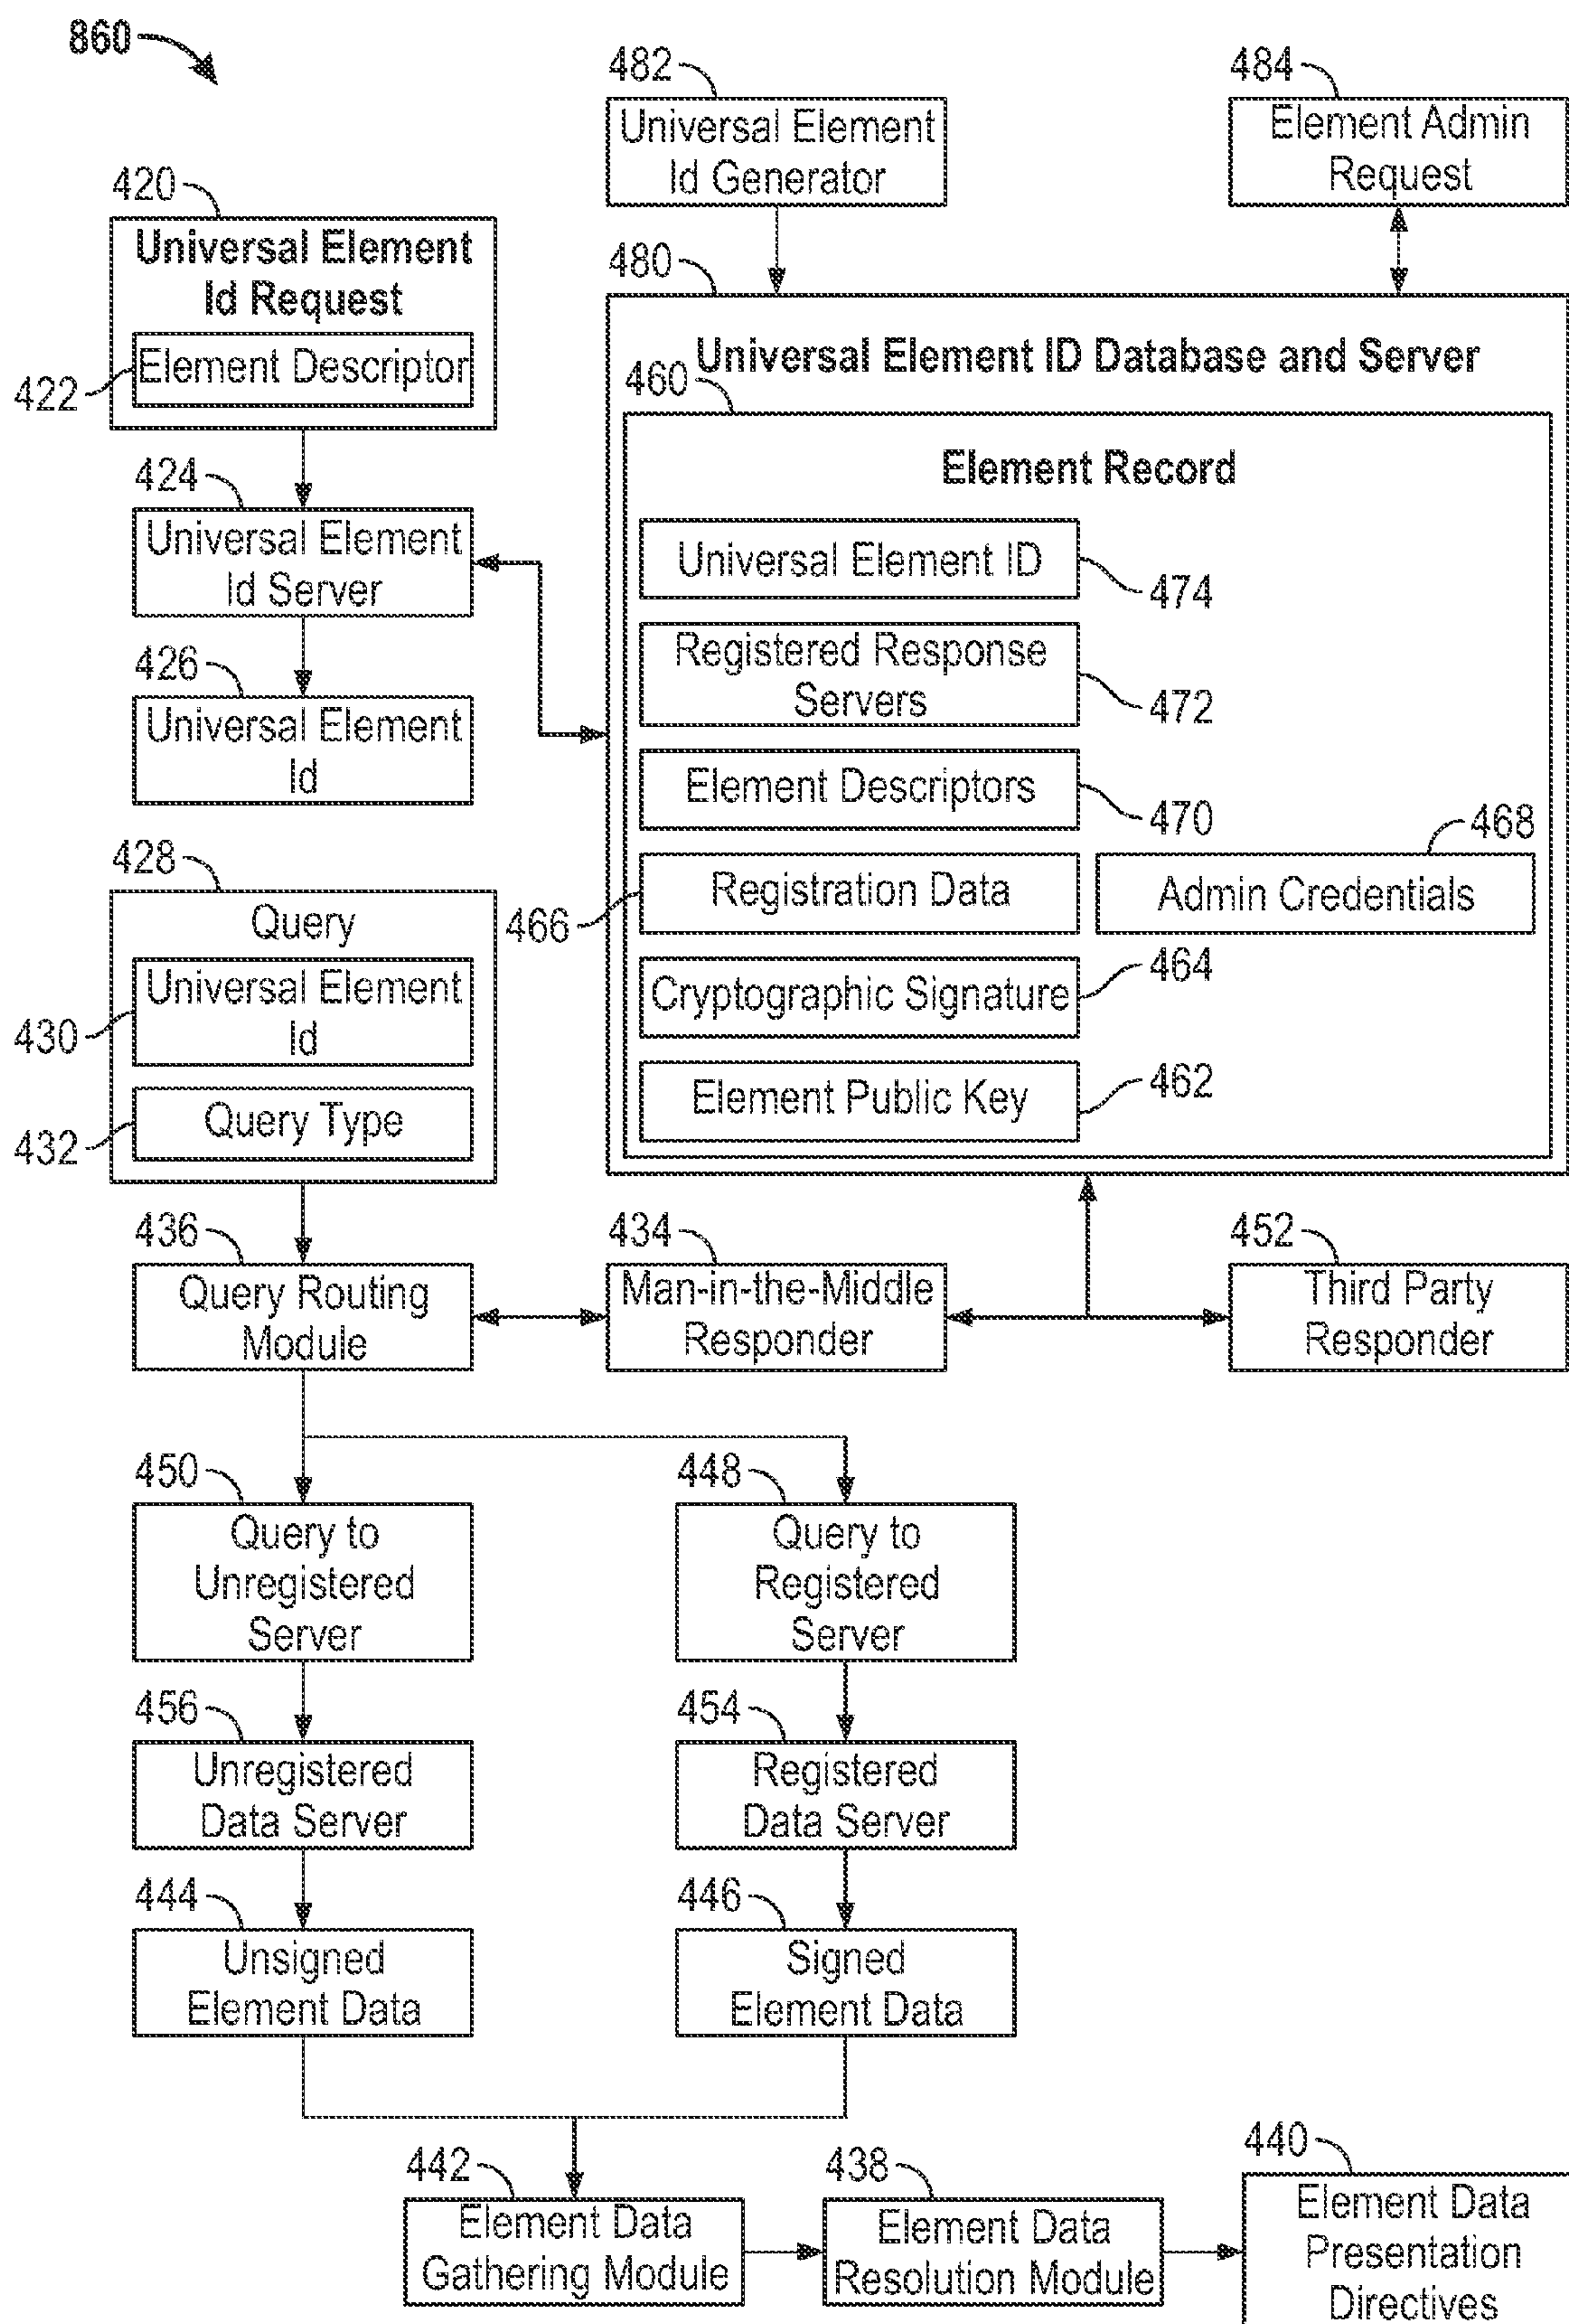 860
482
484
Universal Element
Id Generator
Element Admin
Request
420
Universal Element
Id Request
Element Descriptor
422
480
Universal Element ID Database and Server
460
Element Record
424
Universal Element
Id Server
Universal Element ID
474
426
Universal Element
Id
Registered Response
Servers
472
Element Descriptors
470
468
428
Query
Registration Data
466
Admin Credentials
Universal Element
Id
430
Cryptographic Signature
464
Query Type
432
Element Public Key
462
436
434
452
Query Routing
Module
Man-in-the-Middle
Responder
Third Party
Responder
450
448
Query to
Unregistered
Server
Query to
Registered
Server
456
454
Unregistered
Data Server
Registered
Data Server
444
446
Unsigned
Element Data
Signed
Element Data
442
438
440
Element Data
Gathering Module
Element Data
Resolution Module
Element Data
Presentation
Directives